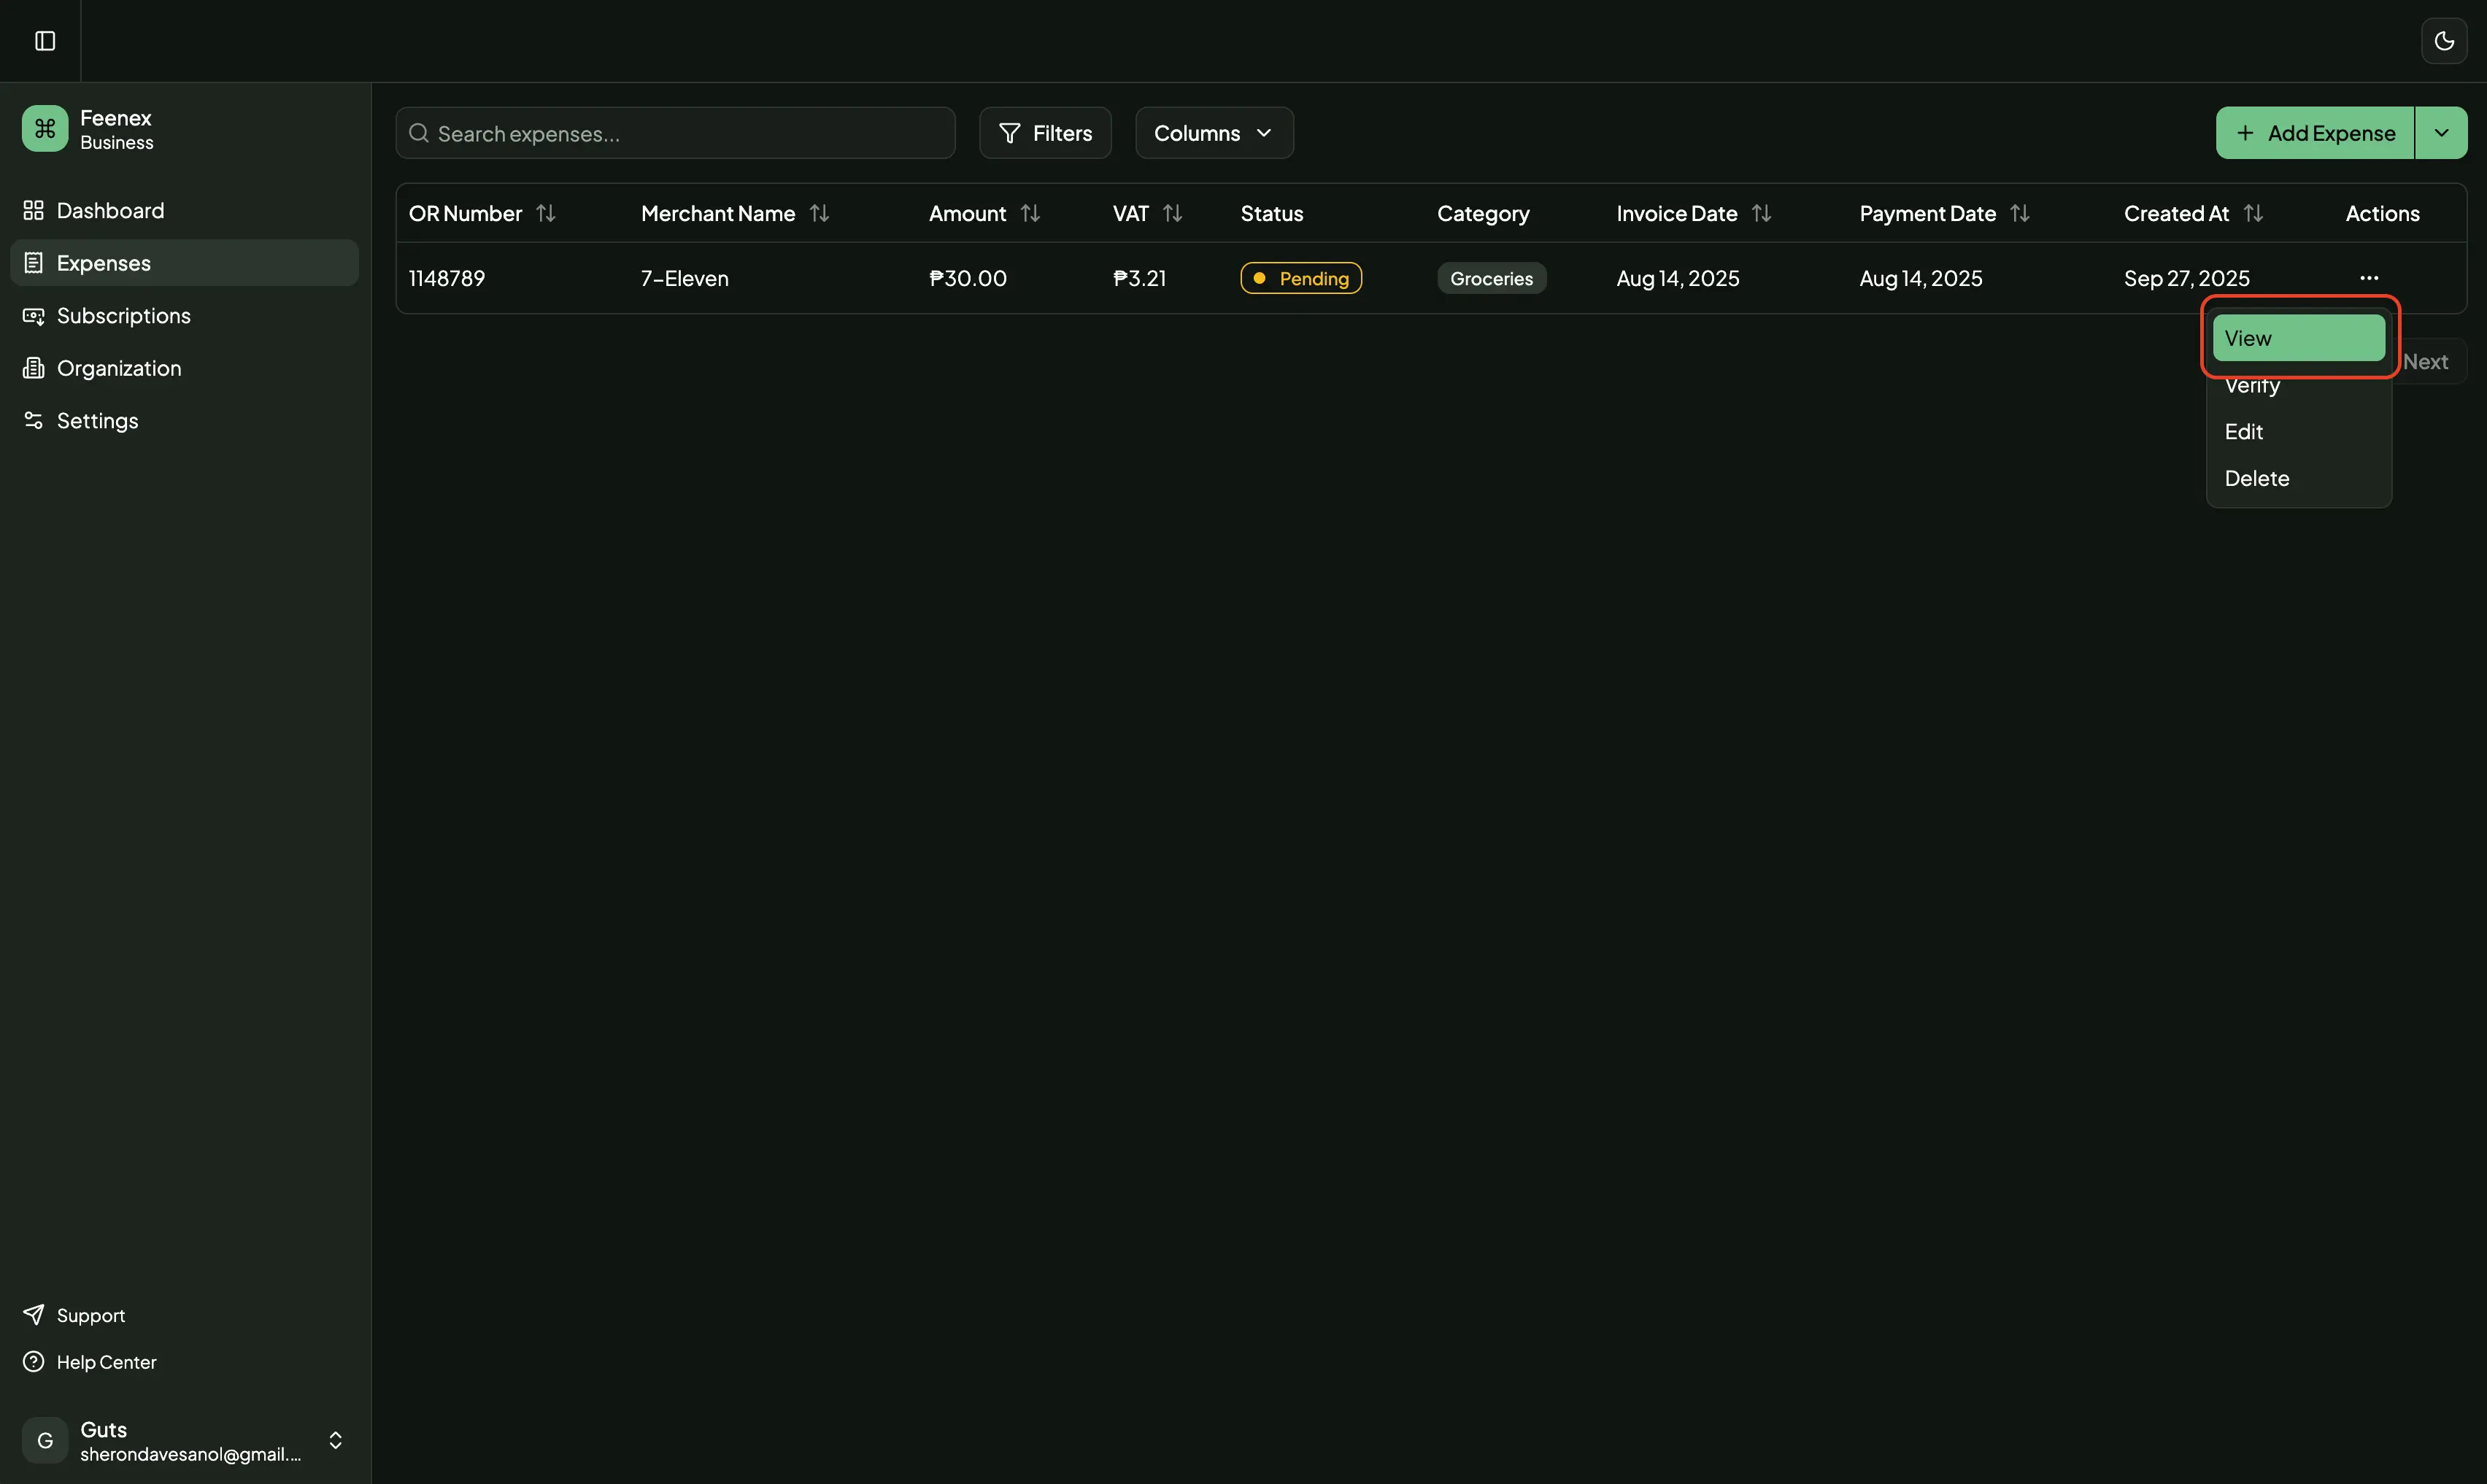 Feenex
Business
Dashboard
Expenses
Subscriptions
Organization
Settings
Support
Help Center
G
Guts
sherondavesanol@gmail....
Search expenses...
Filters
Columns
Add Expense
OR Number Merchant Name Amount VAT Status Category Invoice Date Payment Date Created At Actions
1148789 7-Eleven ₱30.00 ₱3.21 Pending Groceries Aug 14, 2025 Aug 14, 2025 Sep 27, 2025 ...
View
Verify
Edit
Delete
Next